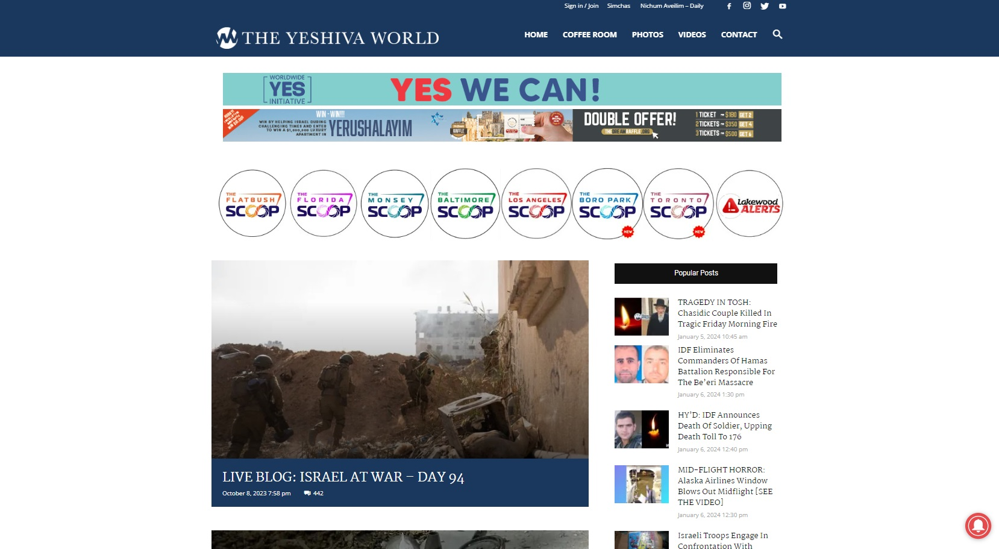 Sign in / Join Simchas Nichum Aveilim – Daily
THE YESHIVA WORLD
HOME COFFEE ROOM PHOTOS VIDEOS CONTACT
WORLDWIDE
YES
INITIATIVE
YES WE CAN!
WIN - WIN!!!
WIN BY HELPING ISRAEL DURING
CHALLENGING TIMES AND ENTER
TO WIN A $1,000,000 LUXURY
APARTMENT IN
YERUSHALAYIM
RAFFLE
DOUBLE OFFER!
THEDREAMRAFFLE.ORG
1 TICKET FOR $180 GET 2
2 TICKETS FOR $350 GET 4
3 TICKETS FOR $500 GET 6
THE
FLATBUSH
SCOOP
THE
FLORIDA
SCOOP
THE
MONSEY
SCOOP
THE
BALTIMORE
SCOOP
THE
LOS ANGELES
SCOOP
THE
BORO PARK
SCOOP
NEW
THE
TORONTO
SCOOP
NEW
Lakewood
ALERTS
LIVE BLOG: ISRAEL AT WAR – DAY 94
October 8, 2023 7:58 pm 442
Popular Posts
TRAGEDY IN TOSH:
Chasidic Couple Killed In
Tragic Friday Morning Fire
January 5, 2024 10:45 am
IDF Eliminates
Commanders Of Hamas
Battalion Responsible For
The Be’eri Massacre
January 6, 2024 1:30 pm
HY’D: IDF Announces
Death Of Soldier, Upping
Death Toll To 176
January 6, 2024 12:40 pm
MID-FLIGHT HORROR:
Alaska Airlines Window
Blows Out Midflight [SEE
THE VIDEO]
January 6, 2024 12:30 pm
Israeli Troops Engage In
Confrontation With